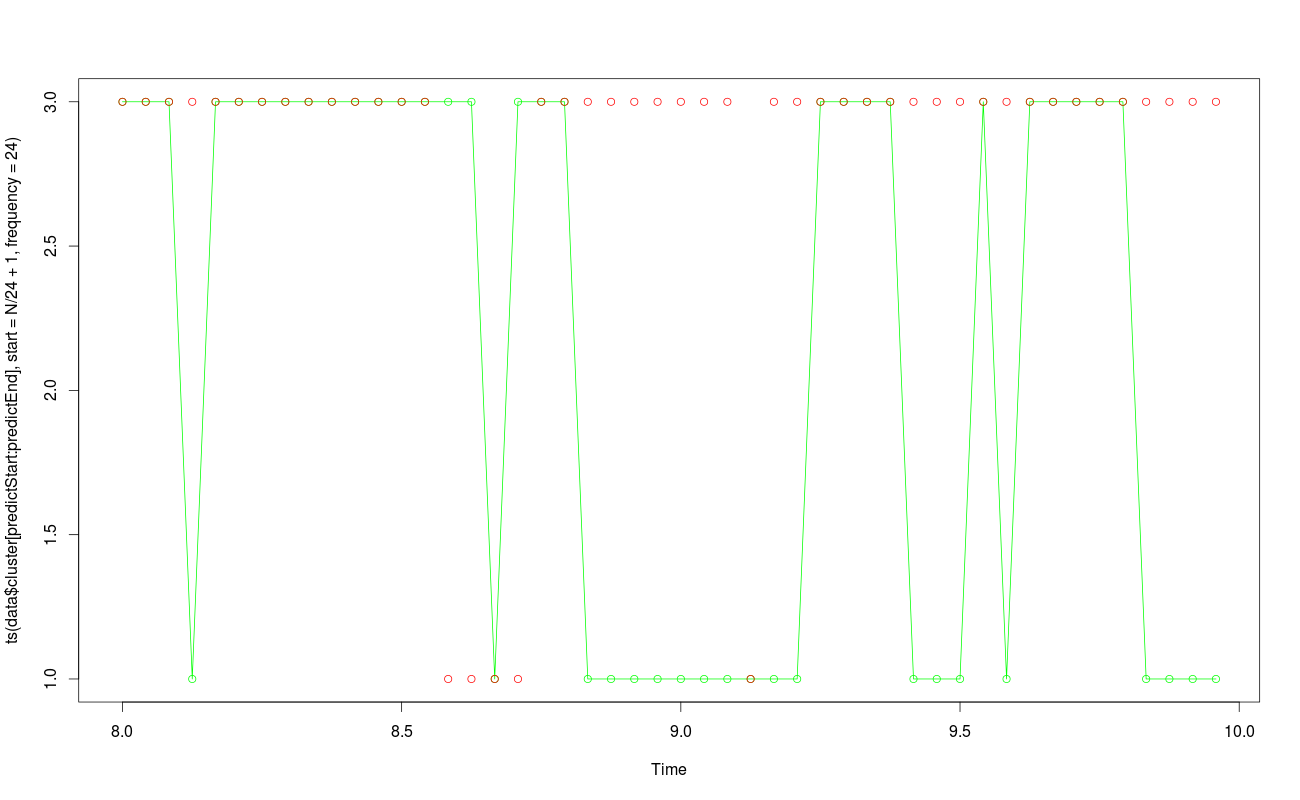 ts(data$cluster[predictStart:predictEnd], start = N/24 + 1, frequency = 24)
3.0
2.5
2.0
1.5
1.0
8.0 8.5 9.0 9.5 10.0
Time